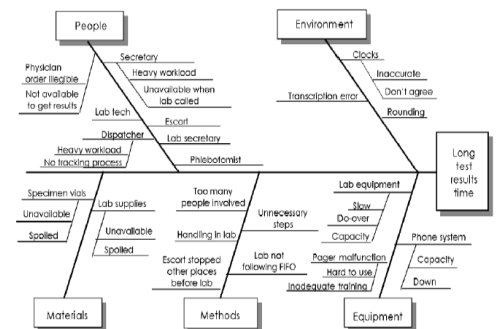 People
Environment
Secretary
Heavy workload
Unavailable when
lab called
Physician
order illegible
Not available
to get results
Lab tech
Escort
Dispatcher
Lab secretary
Heavy workload
No tracking process
Phlebotomist
Clocks
Inaccurate
Don't agree
Transcription error
Rounding
Long
test
results
time
Specimen vials
Unavailable
Spoiled
Lab supplies
Unavailable
Spoiled
Too many
people involved
Unnecessary
steps
Handling in lab
Escort stopped
other places
before lab
Lab not
following FIFO
Lab equipment
Slow
Do-over
Capacity
Pager malfunction
Hard to use
Inadequate training
Phone system
Capacity
Down
Materials
Methods
Equipment